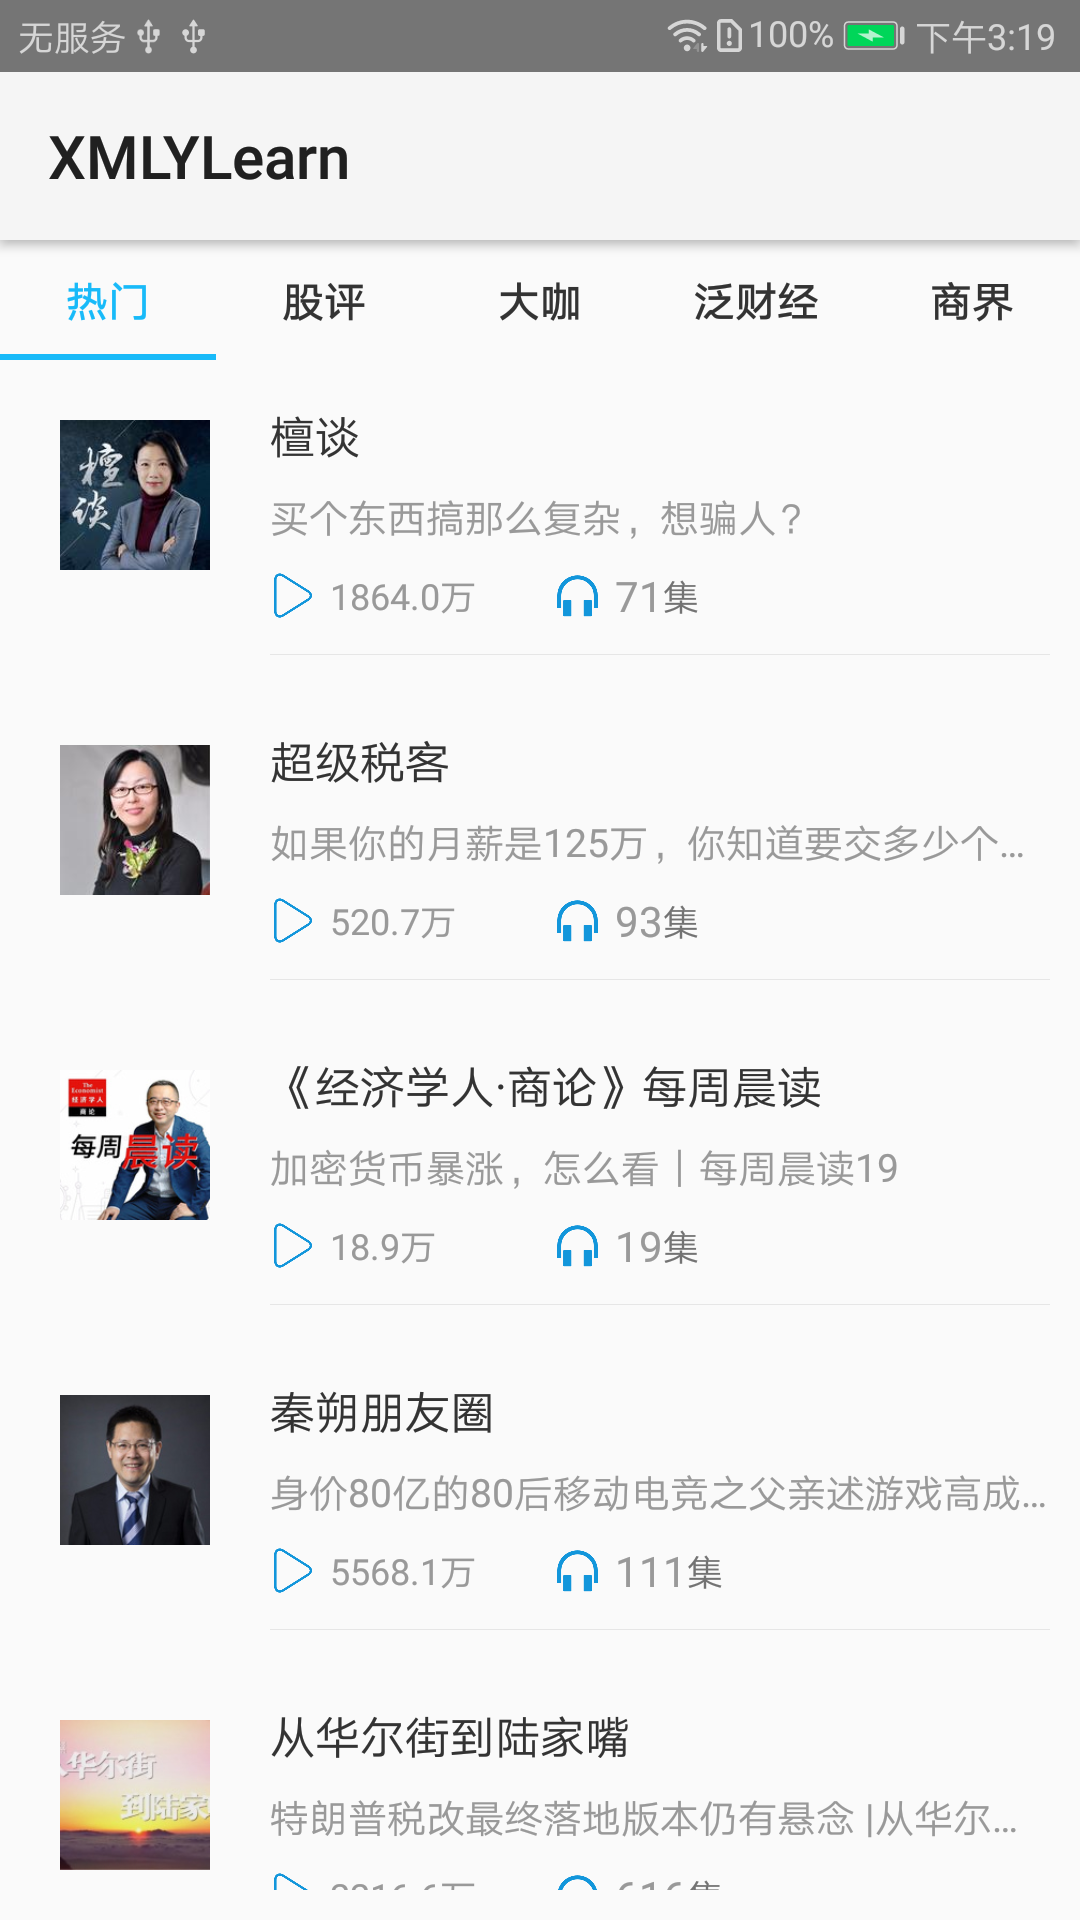 无服务 100% 下午3:19
XMLYLearn
热门 股评 大咖 泛财经 商界
檀谈
檀谈
买个东西搞那么复杂，想骗人？
1864.0万 71集
超级税客
如果你的月薪是125万，你知道要交多少个...
520.7万 93集
The Economist
经济学人
商论
每周晨读
《经济学人·商论》每周晨读
加密货币暴涨，怎么看｜每周晨读19
18.9万 19集
秦朔朋友圈
身价80亿的80后移动电竞之父亲述游戏高成...
5568.1万 111集
华尔街
到陆家
从华尔街到陆家嘴
特朗普税改最终落地版本仍有悬念 |从华尔...